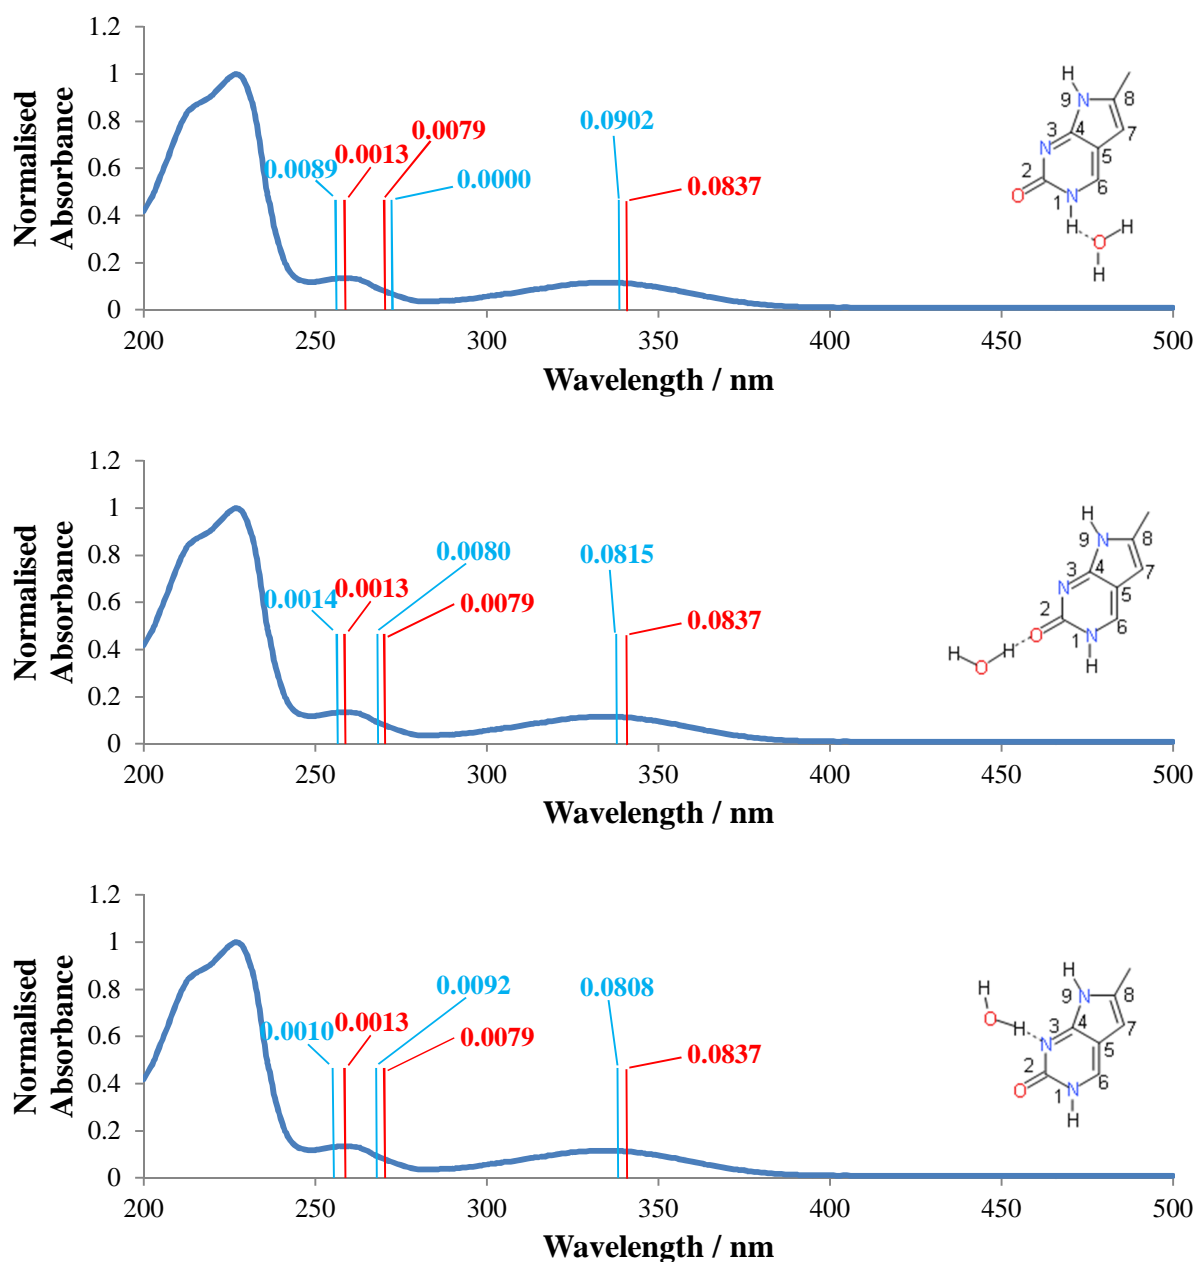 1.2
1
0.8
0.6
0.4
0.2
0
Normalised
Absorbance
0.0089
0.0013
0.0079
0.0000
0.0902
0.0837
200
250
300
350
400
450
500
Wavelength / nm
H
N
9
8
3
4
7
N
5
2
6
O
1
N
H
H
O
H
1.2
1
0.8
0.6
0.4
0.2
0
Normalised
Absorbance
0.0014
0.0013
0.0080
0.0079
0.0815
0.0837
200
250
300
350
400
450
500
Wavelength / nm
H
N
9
8
3
4
7
N
5
2
6
O
1
N
H
H
H
O
1.2
1
0.8
0.6
0.4
0.2
0
Normalised
Absorbance
0.0010
0.0013
0.0092
0.0079
0.0808
0.0837
200
250
300
350
400
450
500
Wavelength / nm
H
O
H
H
N
9
8
3
4
7
N
5
2
6
O
1
N
H